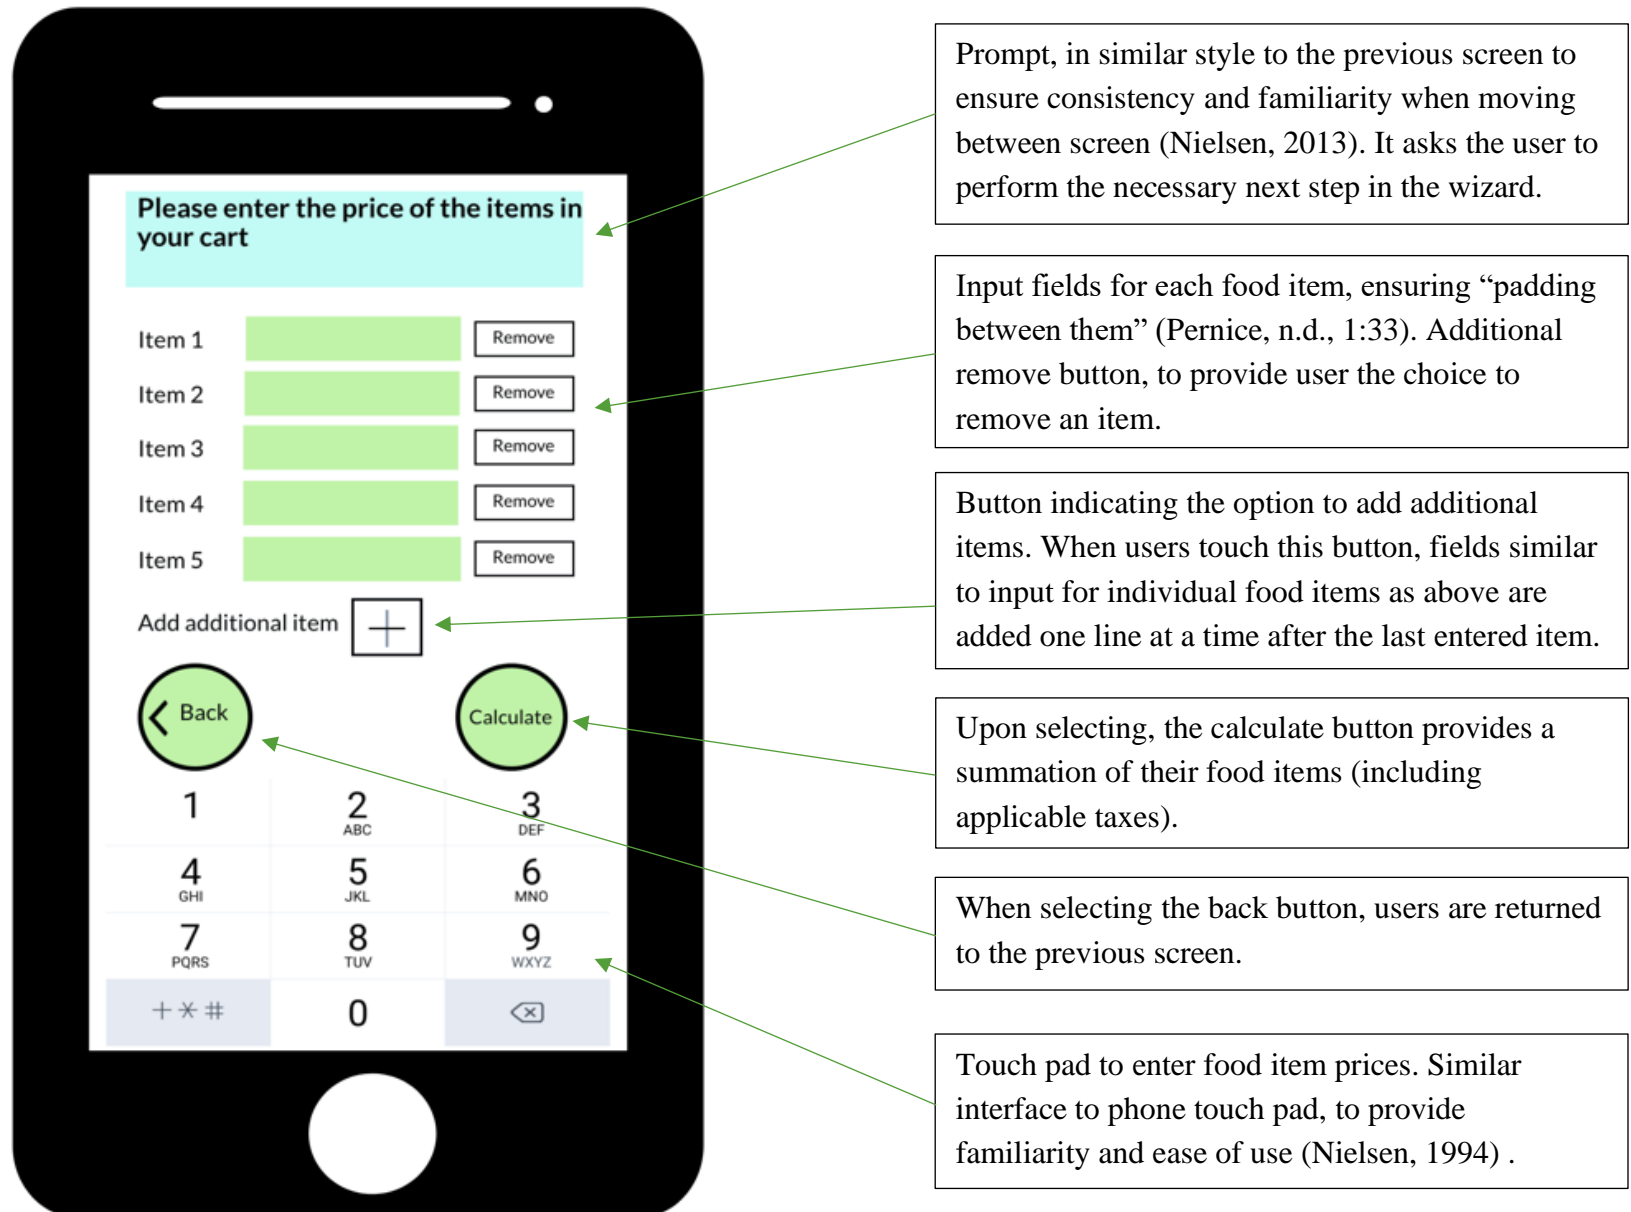 Please enter the price of the items in
your cart
Item 1
Remove
Item 2
Remove
Item 3
Remove
Item 4
Remove
Item 5
Remove
Add additional item
Back
Calculate
1
2
ABC
3
DEF
4
GHI
5
JKL
6
MNO
7
PQRS
8
TUV
9
WXYZ
+ * #
0
Prompt, in similar style to the previous screen to
ensure consistency and familiarity when moving
between screen (Nielsen, 2013). It asks the user to
perform the necessary next step in the wizard.
Input fields for each food item, ensuring “padding
between them” (Pernice, n.d., 1:33). Additional
remove button, to provide user the choice to
remove an item.
Button indicating the option to add additional
items. When users touch this button, fields similar
to input for individual food items as above are
added one line at a time after the last entered item.
Upon selecting, the calculate button provides a
summation of their food items (including
applicable taxes).
When selecting the back button, users are returned
to the previous screen.
Touch pad to enter food item prices. Similar
interface to phone touch pad, to provide
familiarity and ease of use (Nielsen, 1994) .